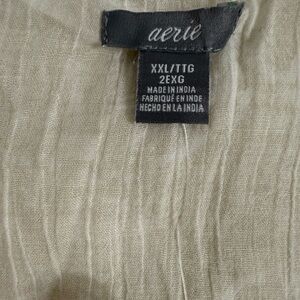 aerie
XXL/TTG
2EXG
MADE IN INDIA
FABRIQUÉ EN INDE
HECHO EN LA INDIA